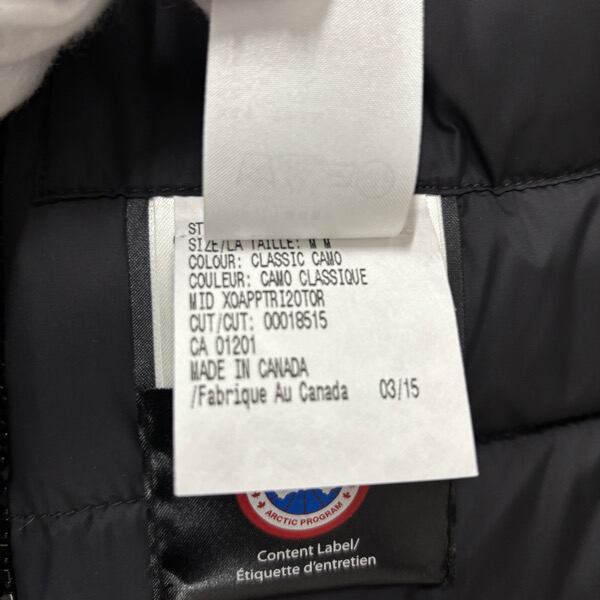 ST
SIZE/LA TAILLE: M M
COLOUR: CLASSIC CAMO
COULEUR: CAMO CLASSIQUE
MID XOAPPTRI20TOR
CUT/CUT: 00018515
CA 01201
MADE IN CANADA
/Fabrique Au Canada 03/15
ARCTIC PROGRAM
Content Label/
Étiquette d'entretien